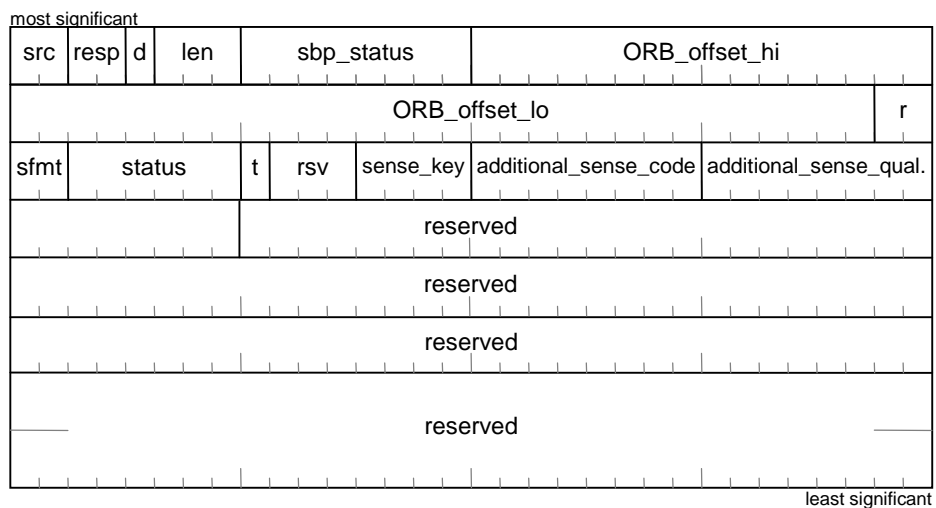 most significant
src resp d len sbp_status ORB_offset_hi
ORB_offset_lo r
sfmt status t rsv sense_key additional_sense_code additional_sense_qual.
reserved
reserved
reserved
reserved
least significant